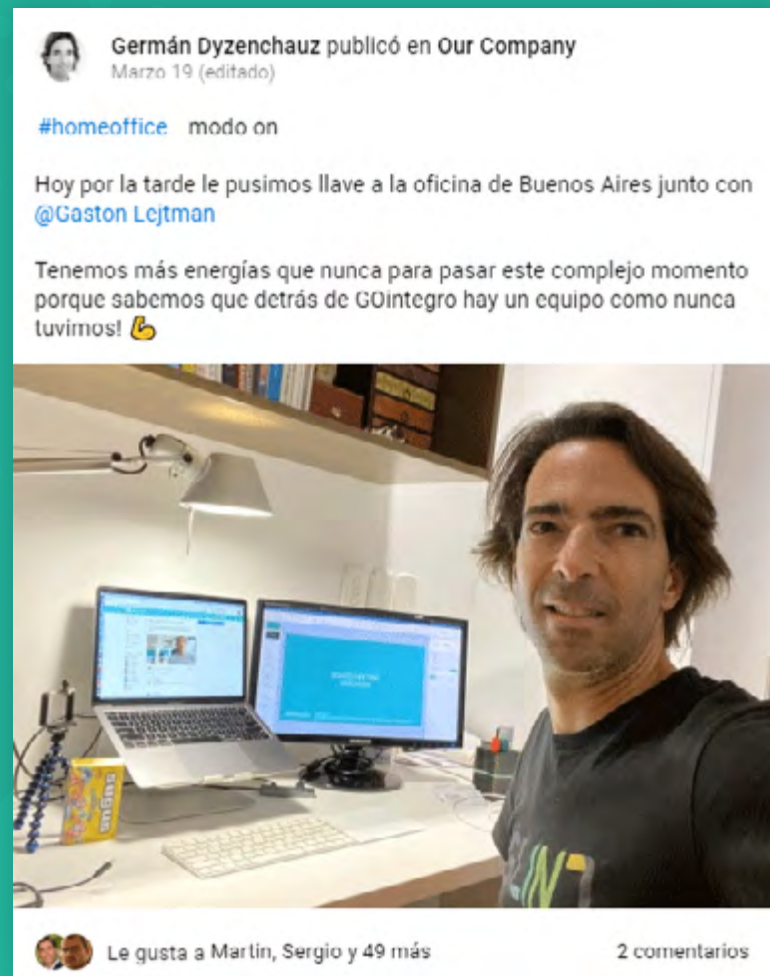 Germán Dyzenchauz publicó en Our Company
Marzo 19 (editado)
#homeoffice modo on
Hoy por la tarde le pusimos llave a la oficina de Buenos Aires junto con
@Gaston Lejtman
Tenemos más energías que nunca para pasar este complejo momento
porque sabemos que detrás de GOintegro hay un equipo como nunca
tuvimos! 💪
sugus
Le gusta a Martin, Sergio y 49 más
2 comentarios